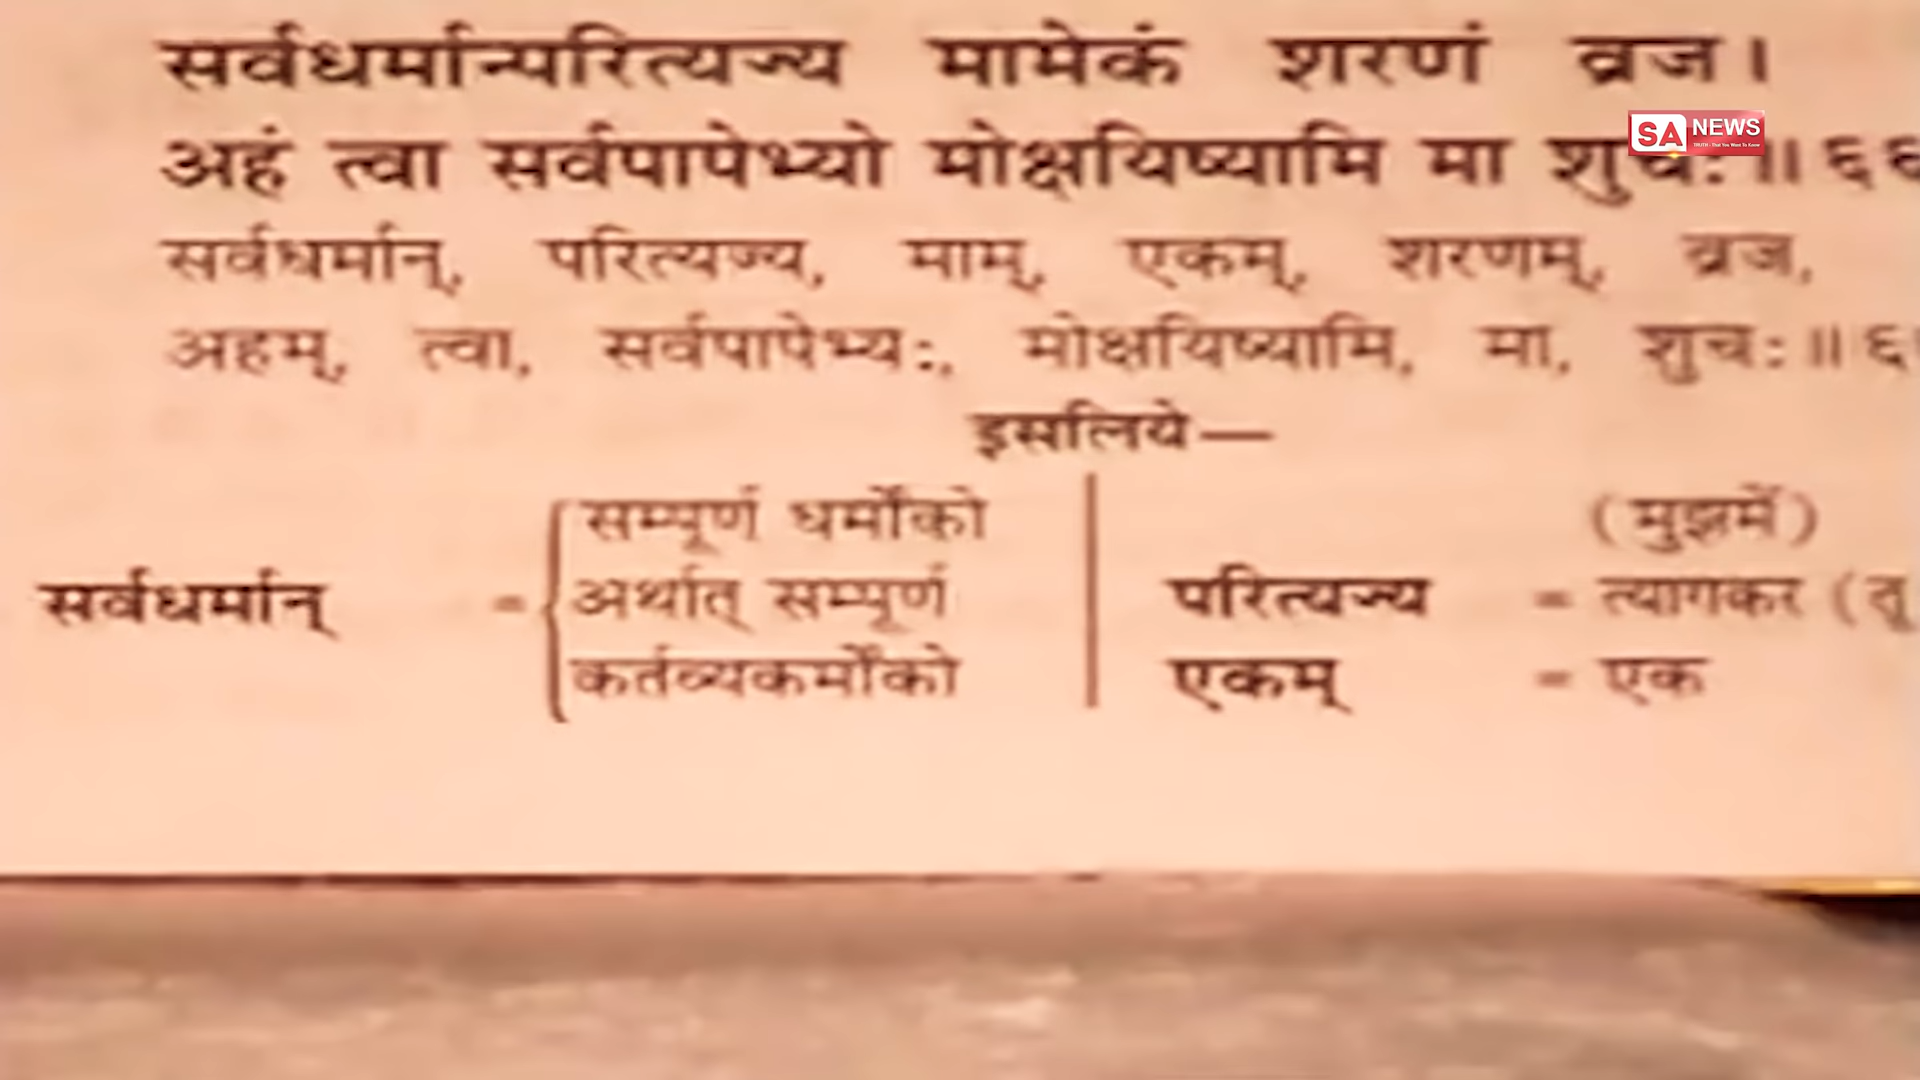 सर्वधर्मान्परित्यज्य मामेकं शरणं व्रज।
SA NEWS
अहं त्वा सर्वपापेभ्यो मोक्षयिष्यामि मा शुचः॥ ६६
सर्वधर्मान्, परित्यज्य, माम्, एकम्, शरणम्, व्रज,
अहम्, त्वा, सर्वपापेभ्यः, मोक्षयिष्यामि, मा, शुचः॥ ६
इसलिये—
सम्पूर्ण धर्मोंको
सर्वधर्मान् = अर्थात् सम्पूर्ण
कर्तव्यकर्मोंको
(मुझमें)
परित्यज्य = त्यागकर (तू
एकम् = एक